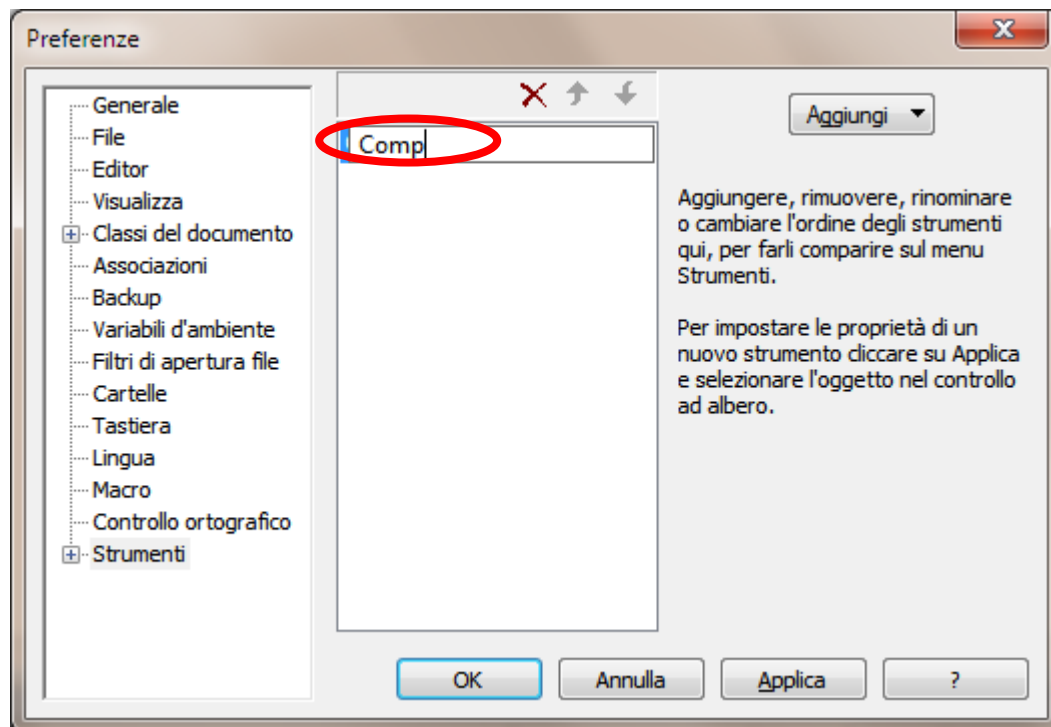 Preferenze
Generale
File
Editor
Visualizza
Classi del documento
Associazioni
Backup
Variabili d'ambiente
Filtri di apertura file
Cartelle
Tastiera
Lingua
Macro
Controllo ortografico
Strumenti
Comp
Aggiungi
Aggiungere, rimuovere, rinominare
o cambiare l'ordine degli strumenti
qui, per farli comparire sul menu
Strumenti.
Per impostare le proprietà di un
nuovo strumento cliccare su Applica
e selezionare l'oggetto nel controllo
ad albero.
OK
Annulla
Applica
?